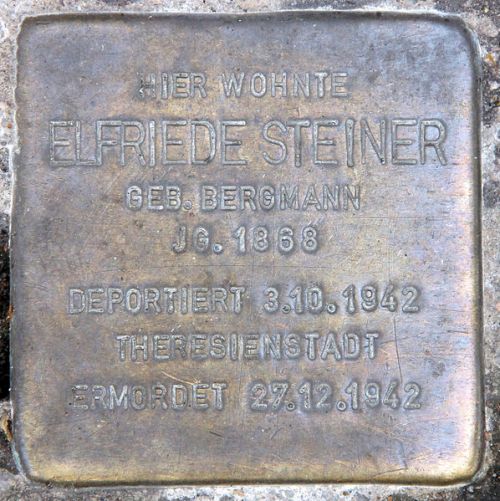 HIER WOHNTE
ELFRIEDE STEINER
GEB. BERGMANN
JG. 1868
DEPORTIERT 3.10.1942
THERESIENSTADT
ERMORDET 27.12.1942